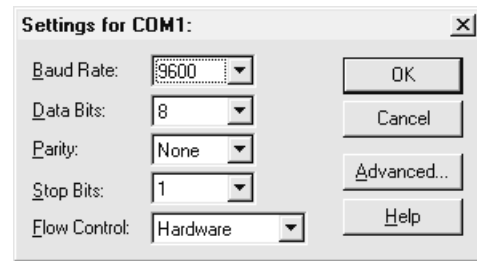 Settings for COM1:
Baud Rate: 9600
OK
Data Bits: 8
Cancel
Parity: None
Advanced...
Stop Bits: 1
Help
Flow Control: Hardware